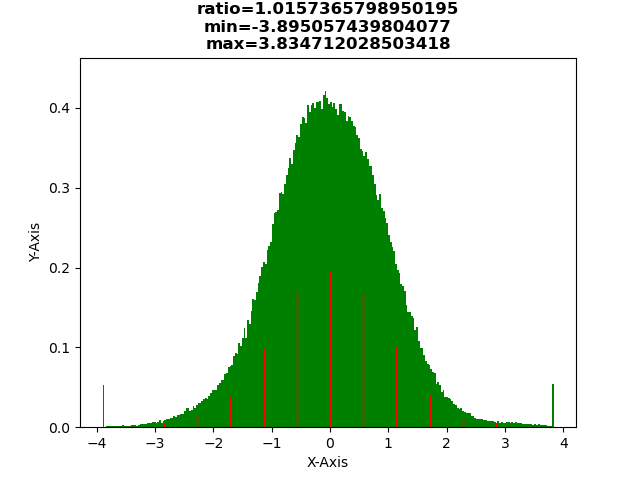 ratio=1.0157365798950195
min=-3.895057439804077
max=3.834712028503418
0.4
0.3
0.2
0.1
0.0
Y-Axis
−4 −3 −2 −1 0 1 2 3 4
X-Axis